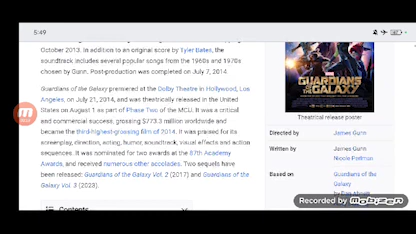 5:49
October 2013. In addition to an original score by Tyler Bates, the
soundtrack includes several popular songs from the 1960s and 1970s
chosen by Gunn. Post-production was completed on July 7, 2014.
Guardians of the Galaxy premiered at the Dolby Theatre in Hollywood, Los
Angeles, on July 21, 2014, and was theatrically released in the United
States on August 1 as part of Phase Two of the MCU. It was a critical
and commercial success, grossing $773.3 million worldwide and
became the third-highest-grossing film of 2014. It was praised for its
screenplay, direction, acting, humor, soundtrack, visual effects and action
sequences. It was nominated for two awards at the 87th Academy
Awards, and received numerous other accolades. Two sequels have
been released: Guardians of the Galaxy Vol. 2 (2017) and Guardians of the
Galaxy Vol. 3 (2023).
Contents
GUARDIANS
OF THE
GALAXY
Theatrical release poster
Directed by James Gunn
Written by James Gunn
Nicole Perlman
Based on Guardians of the
Galaxy
by Dan Abnett
Recorded by mobizen